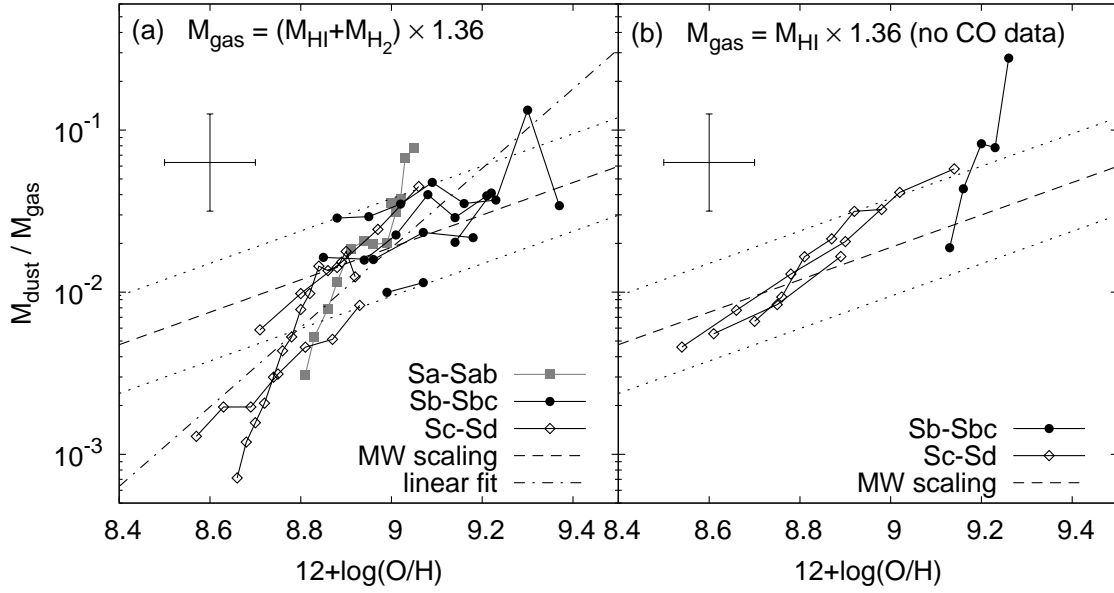 (a) M_gas = (M_HI+M_H2) × 1.36
(b) M_gas = M_HI × 1.36 (no CO data)
M_dust / M_gas
10^-1
10^-2
10^-3
Sa-Sab
Sb-Sbc
Sc-Sd
MW scaling
linear fit
Sb-Sbc
Sc-Sd
MW scaling
8.4 8.6 8.8 9 9.2 9.4
8.4 8.6 8.8 9 9.2 9.4
12+log(O/H)
12+log(O/H)